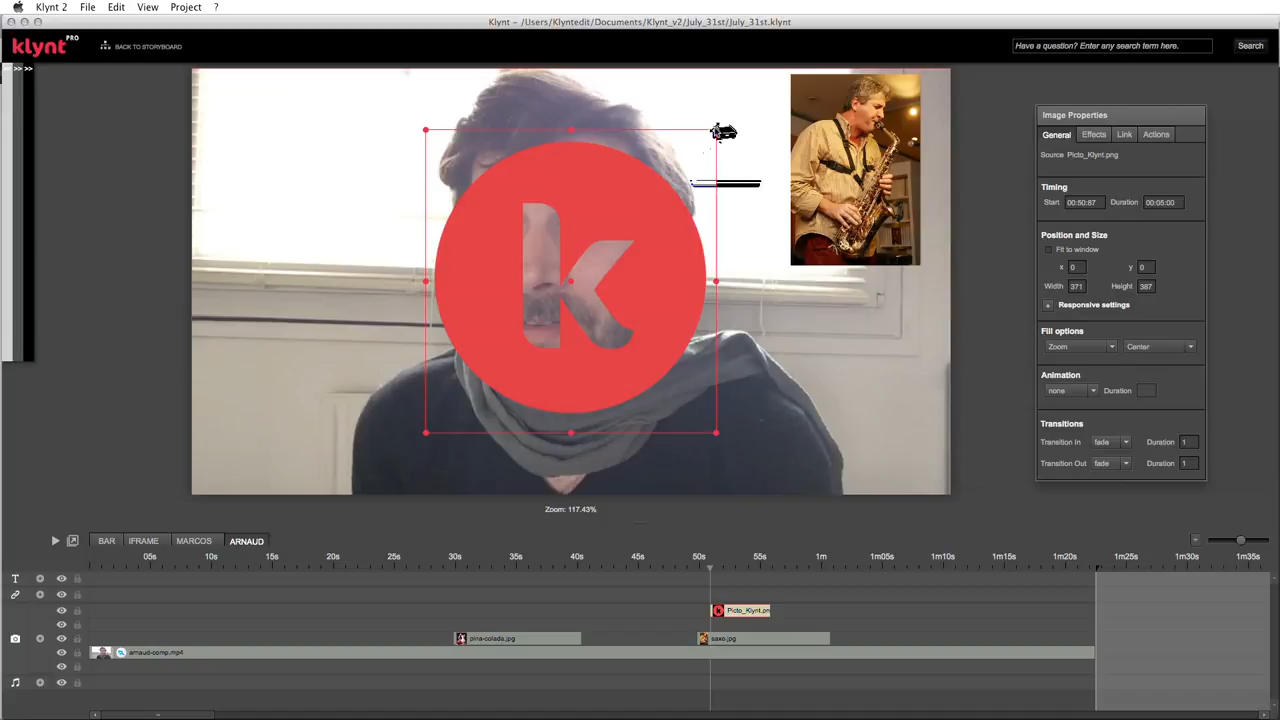 Klynt 2 File Edit View Project ?
Klynt – /Users/Klyntedit/Documents/Klynt_v2/July_31st/July_31st.klynt
klynt PRO BACK TO STORYBOARD Have a question? Enter any search term here. Search
>> >>
Image Properties
General Effects Link Actions
Source Picto_Klynt.png
Timing
Start 00:50:87 Duration 00:05:00
Position and Size
Fit to window
x 0 y 0
Width 371 Height 387
+ Responsive settings
Fill options
Zoom Center
Animation
none Duration
Transitions
Transition In fade Duration 1
Transition Out fade Duration 1
k
Zoom: 117.43%
BAR IFRAME MARCOS ARNAUD
05s 10s 15s 20s 25s 30s 35s 40s 45s 50s 55s 1m 1m05s 1m10s 1m15s 1m20s 1m25s 1m30s 1m35s
T
Picto_Klynt.pn
pina-colada.jpg saxo.jpg
arnaud-comp.mp4